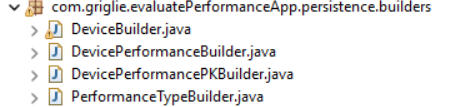 com.griglie.evaluatePerformanceApp.persistence.builders
DeviceBuilder.java
DevicePerformanceBuilder.java
DevicePerformancePKBuilder.java
PerformanceTypeBuilder.java